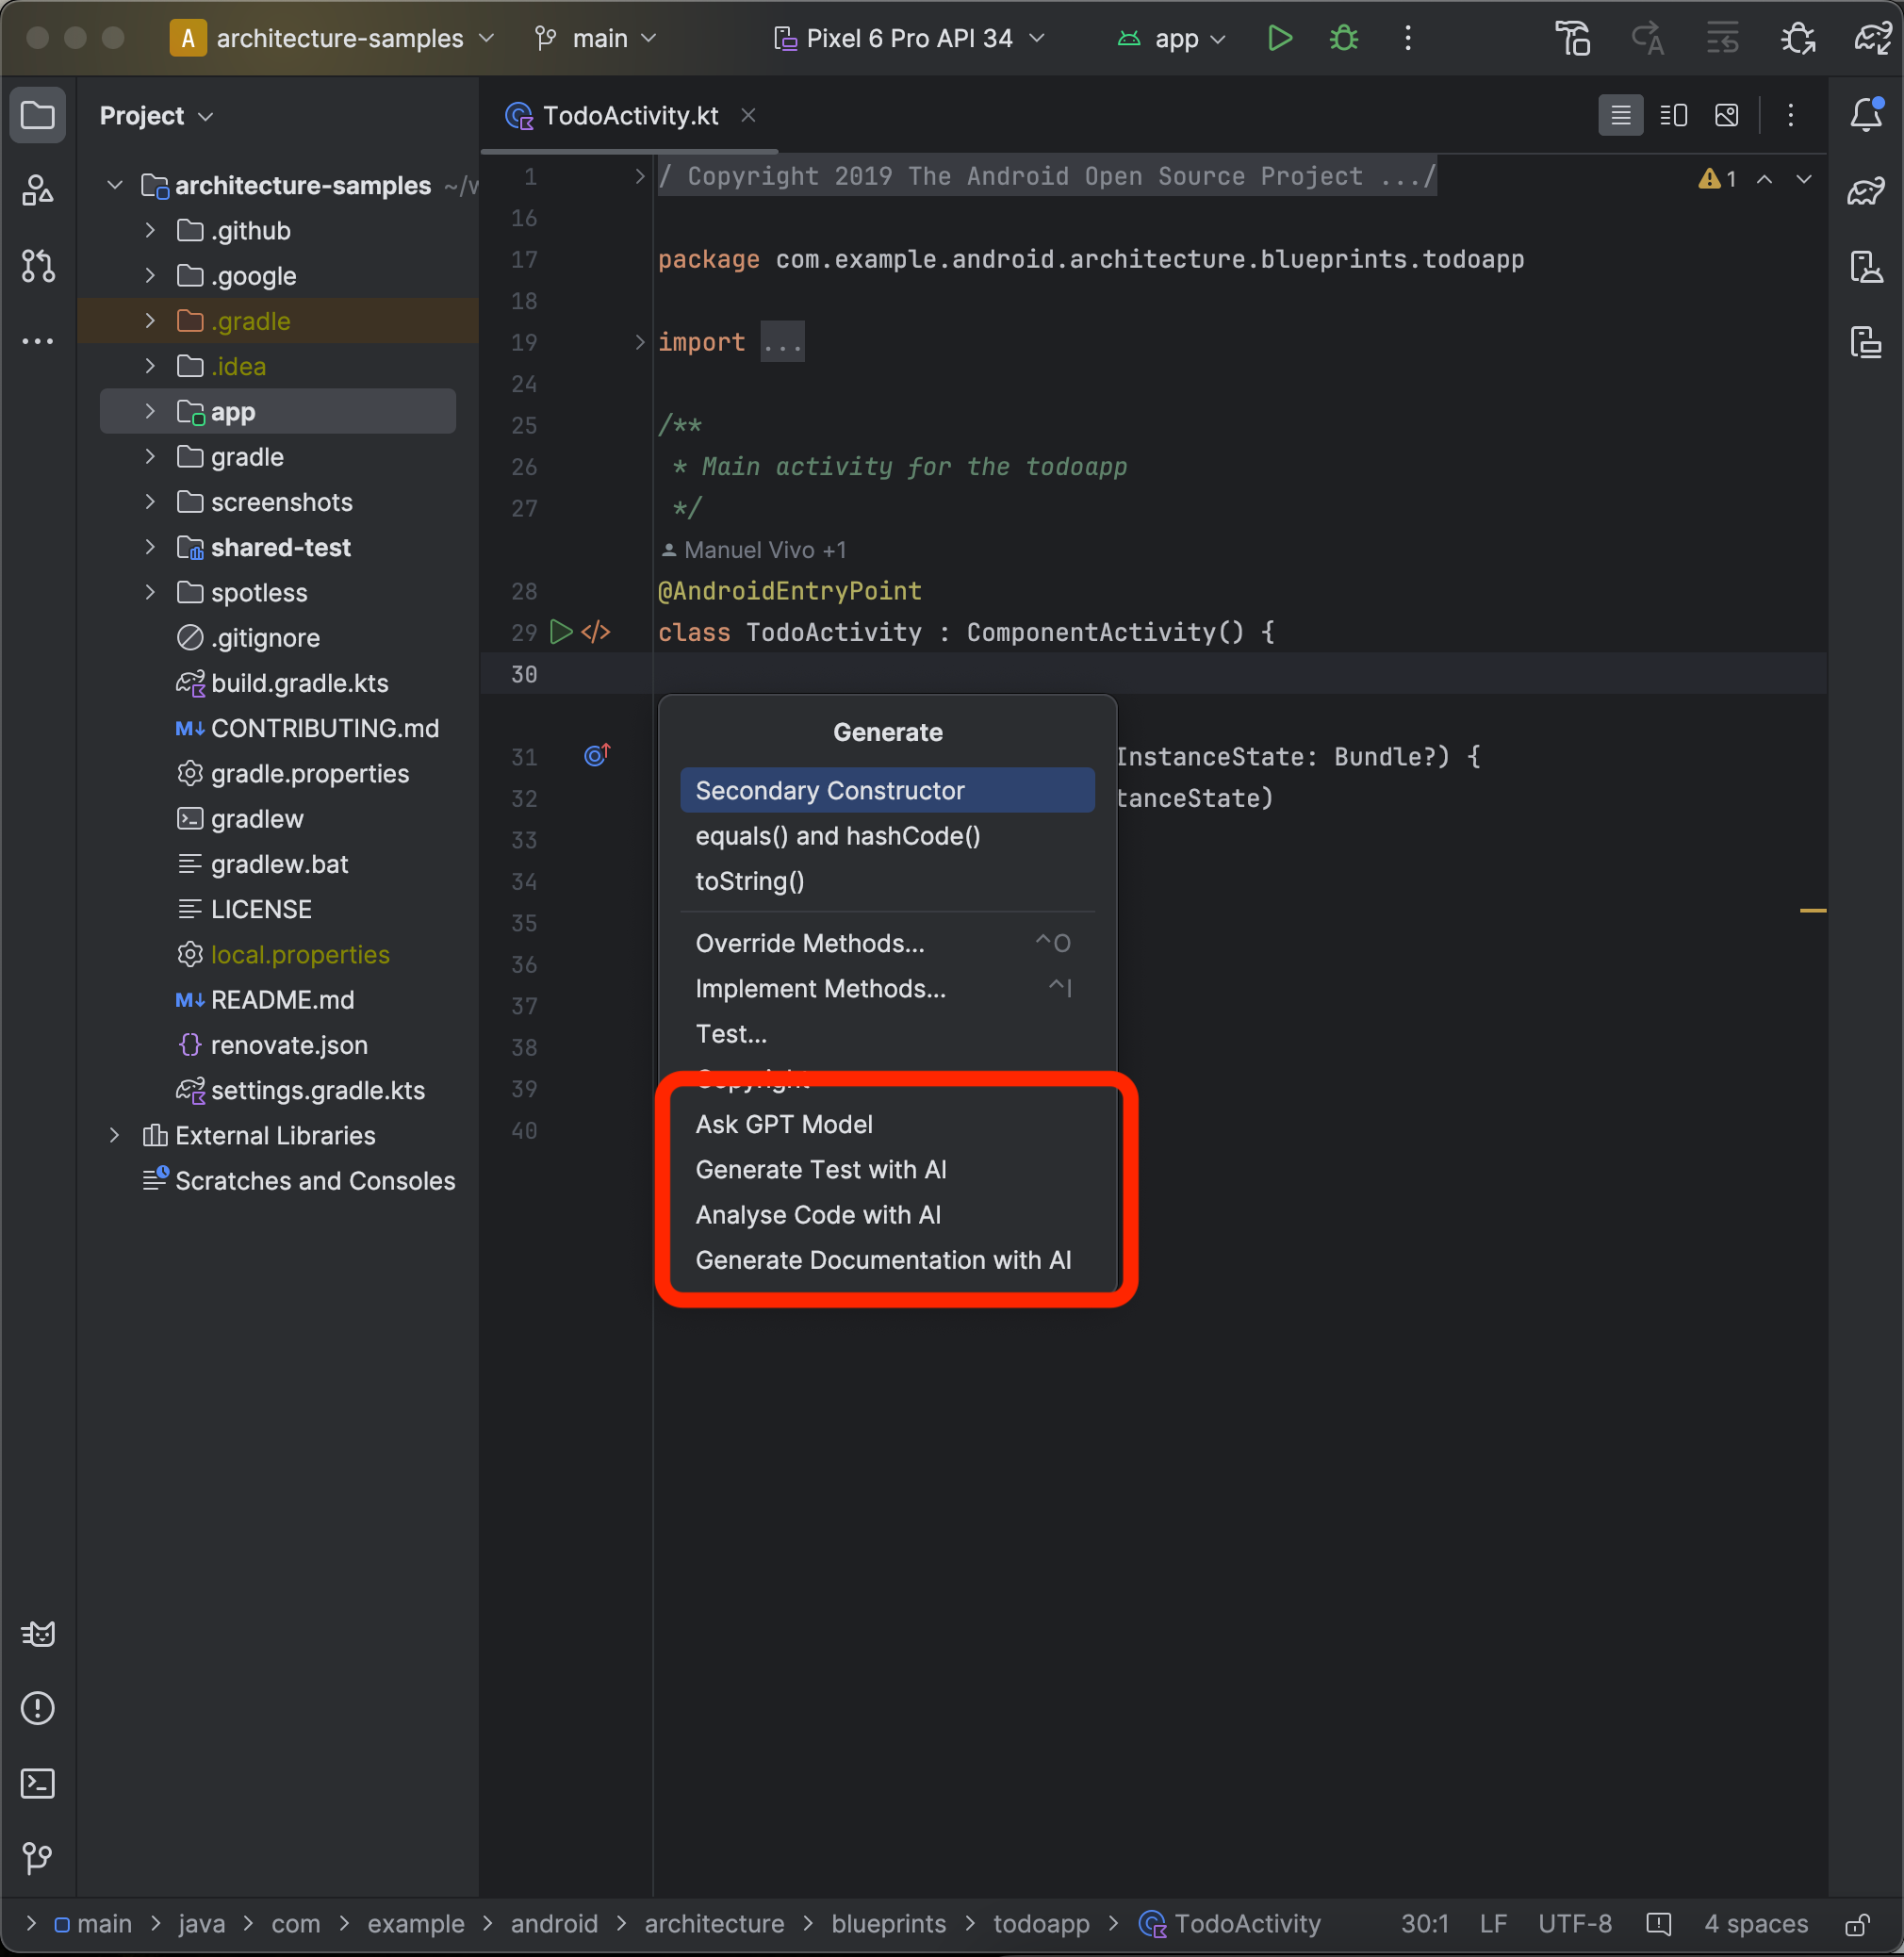 A architecture-samples main Pixel 6 Pro API 34 app
Project
TodoActivity.kt
architecture-samples ~/w
.github
.google
.gradle
.idea
app
gradle
screenshots
shared-test
spotless
.gitignore
build.gradle.kts
M↓ CONTRIBUTING.md
gradle.properties
gradlew
gradlew.bat
LICENSE
local.properties
M↓ README.md
{} renovate.json
settings.gradle.kts
External Libraries
Scratches and Consoles
1 / Copyright 2019 The Android Open Source Project .../
1
16
17 package com.example.android.architecture.blueprints.todoapp
18
19 import ...
24
25 /**
26 * Main activity for the todoapp
27 */
Manuel Vivo +1
28 @AndroidEntryPoint
29 </> class TodoActivity : ComponentActivity() {
30
31 InstanceState: Bundle?) {
32 tanceState)
33
34
35
36
37
38
39
40
Generate
Secondary Constructor
equals() and hashCode()
toString()
Override Methods... ^O
Implement Methods... ^I
Test...
Copyright
Ask GPT Model
Generate Test with AI
Analyse Code with AI
Generate Documentation with AI
> main > java > com > example > android > architecture > blueprints > todoapp > TodoActivity 30:1 LF UTF-8 4 spaces